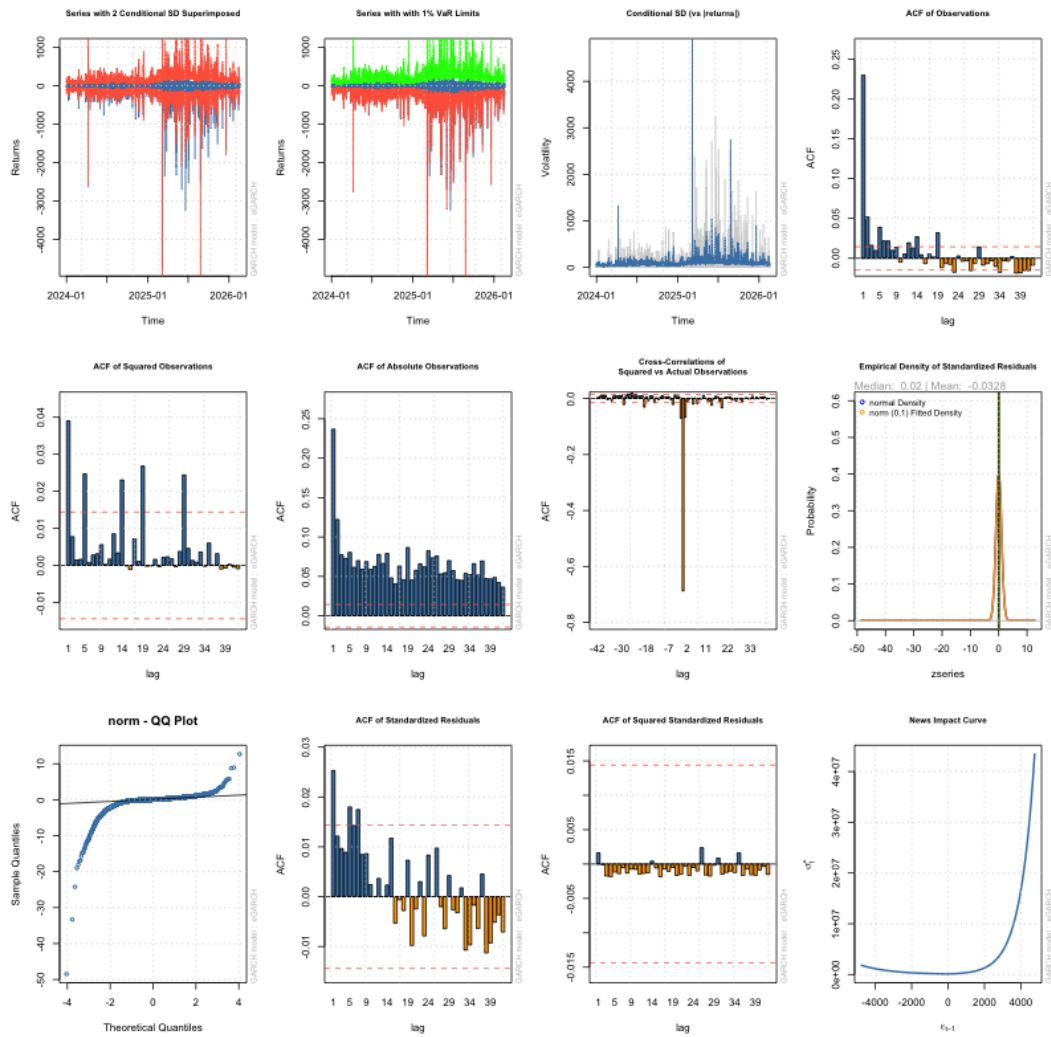 Series with 2 Conditional SD Superimposed
Returns
1000
0
-1000
-2000
-3000
-4000
2024-01
2025-01
2026-01
Time
GARCH model : eGARCH
Series with with 1% VaR Limits
Returns
1000
0
-1000
-2000
-3000
-4000
2024-01
2025-01
2026-01
Time
GARCH model : eGARCH
Conditional SD (vs |returns|)
Volatility
4000
3000
2000
1000
0
2024-01
2025-01
2026-01
Time
GARCH model : eGARCH
ACF of Observations
ACF
0.25
0.20
0.15
0.10
0.05
0.00
1 5 9 14 19 24 29 34 39
lag
GARCH model : eGARCH
ACF of Squared Observations
ACF
0.04
0.03
0.02
0.01
0.00
-0.01
1 5 9 14 19 24 29 34 39
lag
GARCH model : eGARCH
ACF of Absolute Observations
ACF
0.25
0.20
0.15
0.10
0.05
0.00
1 5 9 14 19 24 29 34 39
lag
GARCH model : eGARCH
Cross-Correlations of
Squared vs Actual Observations
ACF
0.0
-0.2
-0.4
-0.6
-0.8
-42 -30 -18 -7 2 11 22 33
lag
GARCH model : eGARCH
Empirical Density of Standardized Residuals
Median: 0.02 | Mean: -0.0328
normal Density
norm (0,1) Fitted Density
Probability
0.6
0.5
0.4
0.3
0.2
0.1
0.0
-50 -40 -30 -20 -10 0 10
zseries
GARCH model : eGARCH
norm - QQ Plot
Sample Quantiles
10
0
-10
-20
-30
-50
-4 -2 0 2 4
Theoretical Quantiles
GARCH model : eGARCH
ACF of Standardized Residuals
ACF
0.03
0.02
0.01
0.00
-0.01
1 5 9 14 19 24 29 34 39
lag
GARCH model : eGARCH
ACF of Squared Standardized Residuals
ACF
0.015
0.005
-0.005
-0.015
1 5 9 14 19 24 29 34 39
lag
GARCH model : eGARCH
News Impact Curve
4e+07
3e+07
2e+07
1e+07
0e+00
-4000 -2000 0 2000 4000
εt−1
GARCH model : eGARCH